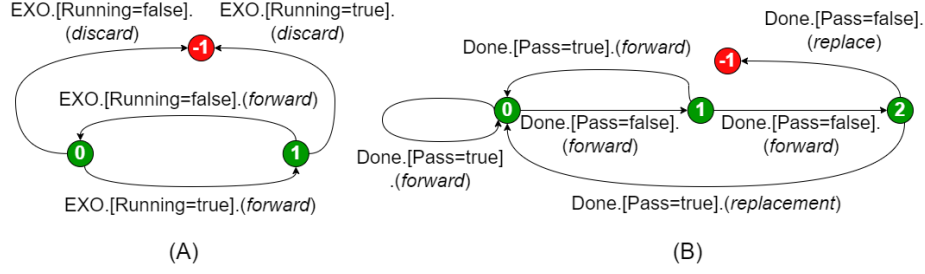 EXO.[Running=false].
(discard)
EXO.[Running=true].
(discard)
-1
EXO.[Running=false].(forward)
0
1
EXO.[Running=true].(forward)
(A)
Done.[Pass=false].
(replace)
Done.[Pass=true].(forward)
-1
0
1
2
Done.[Pass=false].
(forward)
Done.[Pass=false].
(forward)
Done.[Pass=true]
.(forward)
Done.[Pass=true].(replacement)
(B)